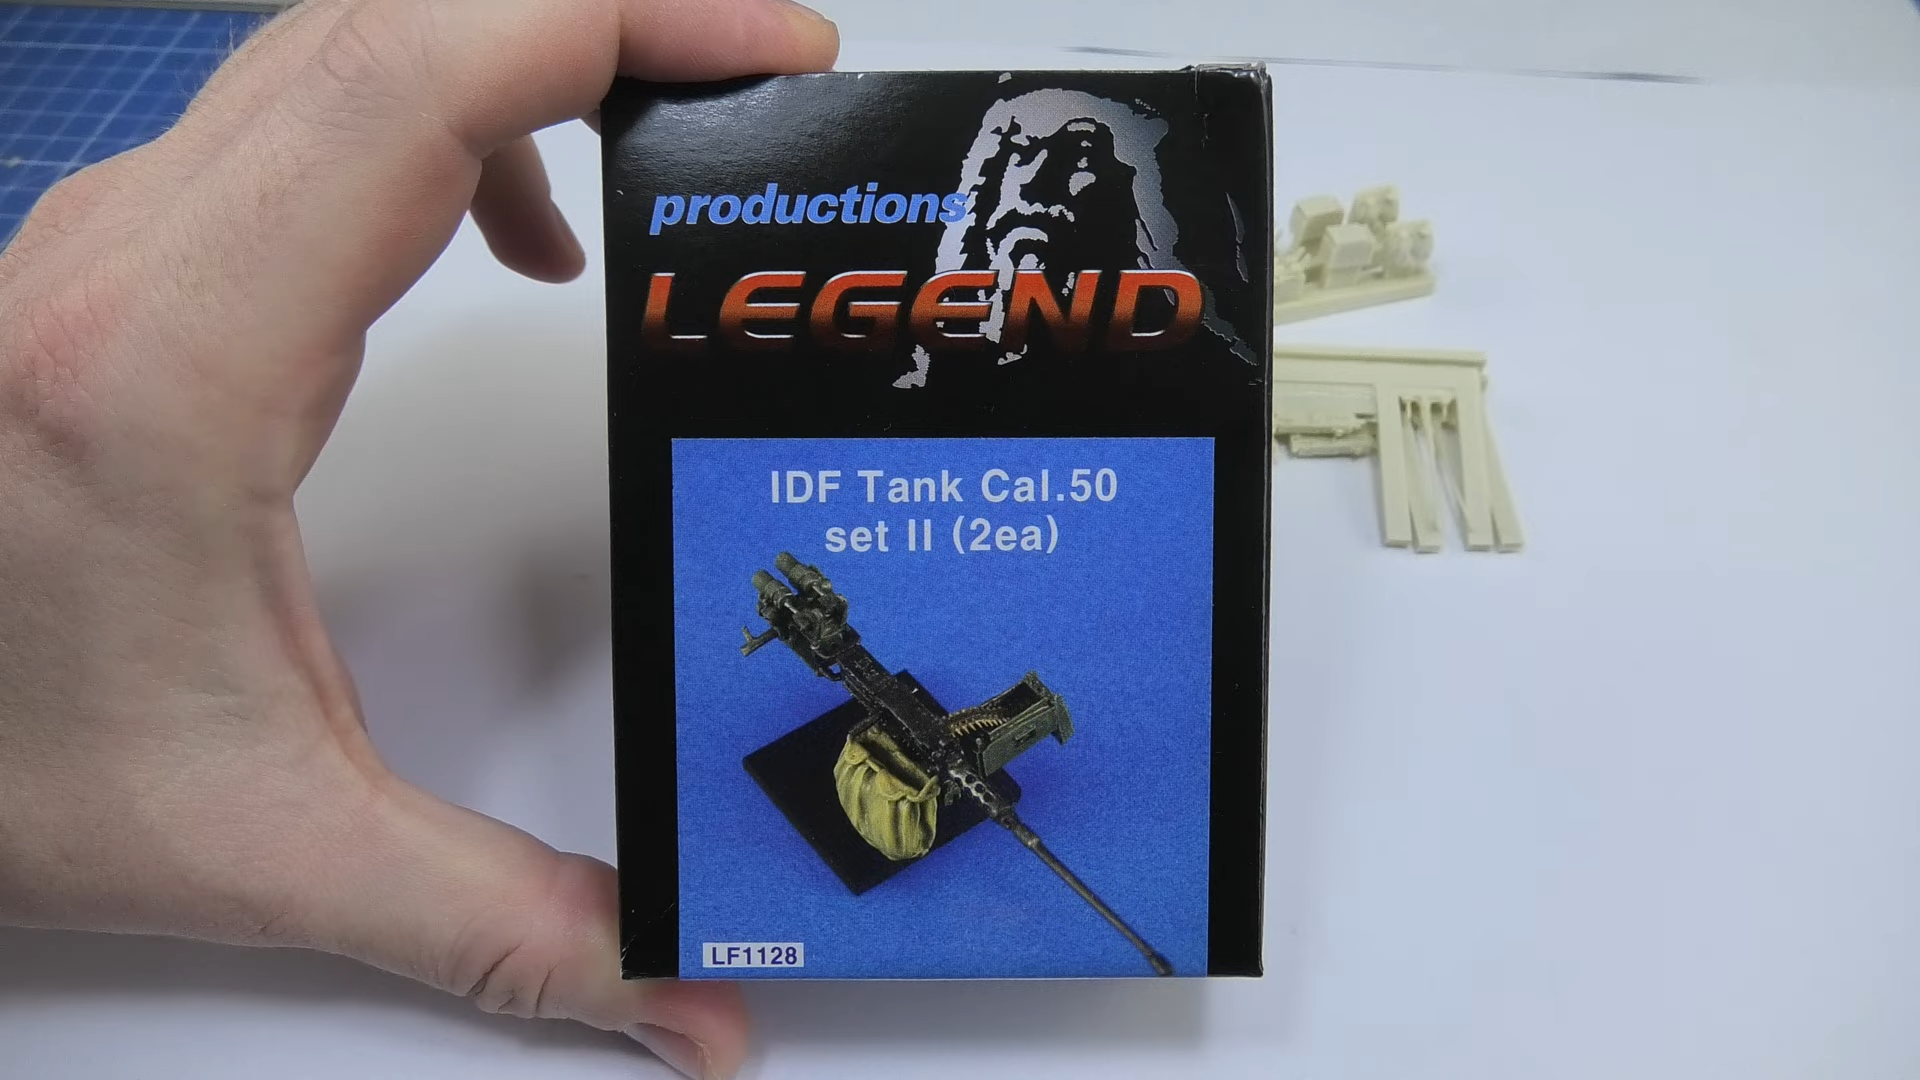 productions
LEGEND
IDF Tank Cal.50
set II (2ea)
LF1128